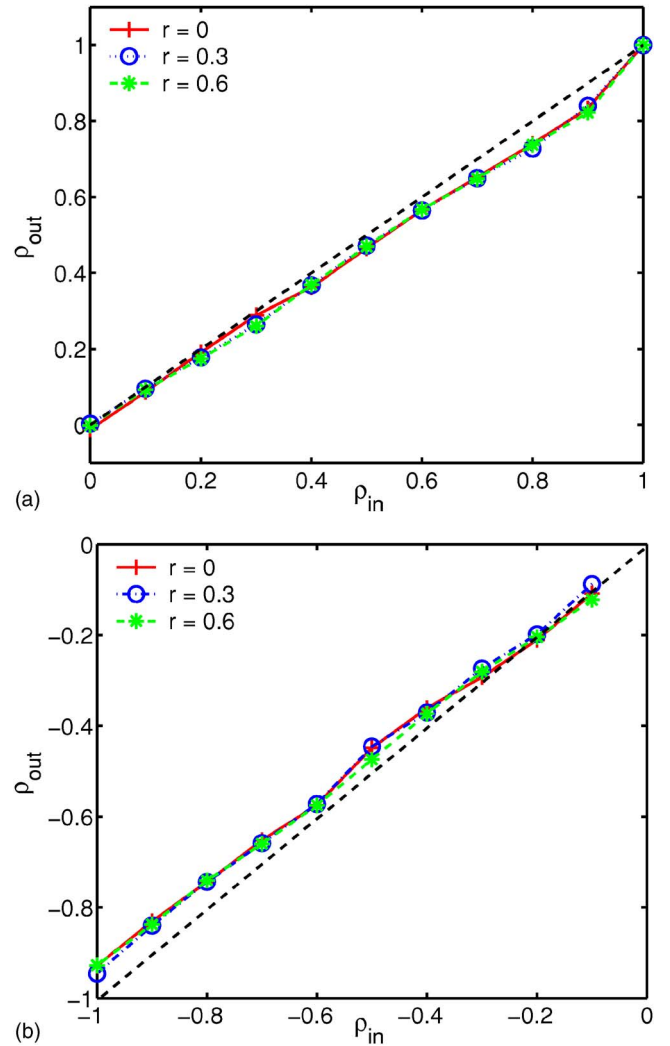 1
0.8
0.6
0.4
0.2
0
ρout
r = 0
r = 0.3
r = 0.6
0 0.2 0.4 0.6 0.8 1
ρin
(a)
0
−0.2
−0.4
−0.6
−0.8
−1
ρout
r = 0
r = 0.3
r = 0.6
−1 −0.8 −0.6 −0.4 −0.2 0
ρin
(b)